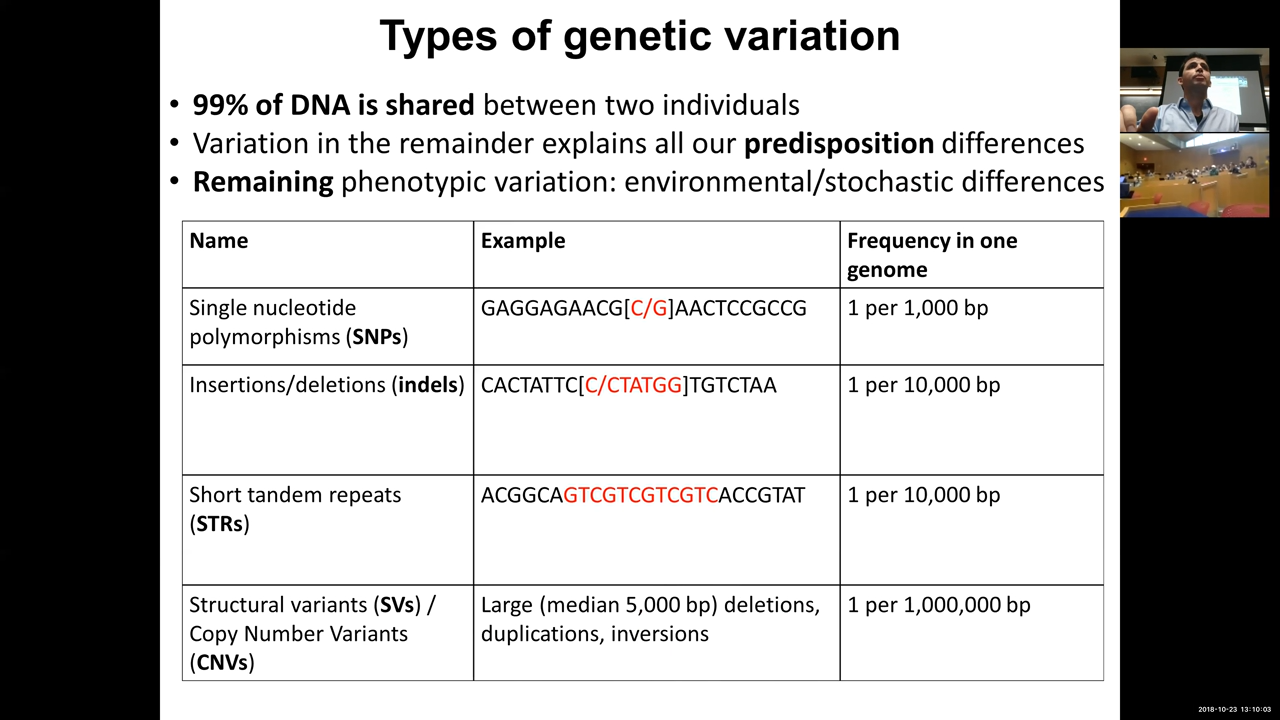 Types of genetic variation
• 99% of DNA is shared between two individuals
• Variation in the remainder explains all our predisposition differences
• Remaining phenotypic variation: environmental/stochastic differences
Name Example Frequency in one
genome
Single nucleotide GAGGAGAACG[C/G]AACTCCGCCG 1 per 1,000 bp
polymorphisms (SNPs)
Insertions/deletions (indels) CACTATTC[C/CTATGG]TGTCTAA 1 per 10,000 bp
Short tandem repeats ACGGCAGTCGTCGTCGTCACCGTAT 1 per 10,000 bp
(STRs)
Structural variants (SVs) / Large (median 5,000 bp) deletions, 1 per 1,000,000 bp
Copy Number Variants duplications, inversions
(CNVs)
2018-10-23 13:10:03